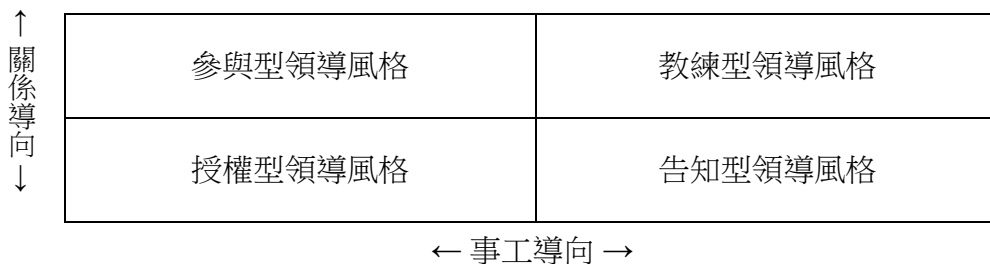 ↑關係導向↓
參與型領導風格
教練型領導風格
授權型領導風格
告知型領導風格
← 事工導向 →